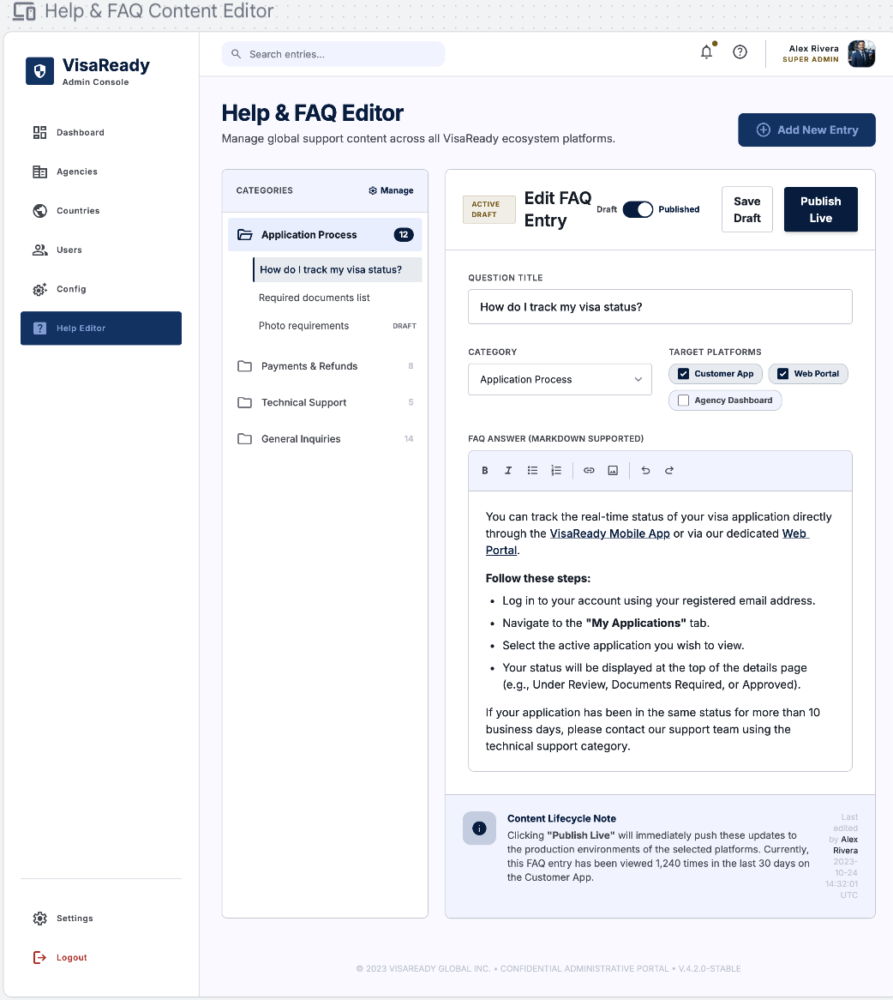 Help & FAQ Content Editor
VisaReady
Admin Console
Dashboard
Agencies
Countries
Users
Config
Help Editor
Settings
Logout
Search entries...
Alex Rivera
SUPER ADMIN
Help & FAQ Editor
Manage global support content across all VisaReady ecosystem platforms.
Add New Entry
CATEGORIES
Manage
Application Process 12
How do I track my visa status?
Required documents list
Photo requirements DRAFT
Payments & Refunds 8
Technical Support 5
General Inquiries 14
ACTIVE
DRAFT
Edit FAQ
Entry
Draft
Published
Save
Draft
Publish
Live
QUESTION TITLE
How do I track my visa status?
CATEGORY
Application Process
TARGET PLATFORMS
Customer App
Web Portal
Agency Dashboard
FAQ ANSWER (MARKDOWN SUPPORTED)
You can track the real-time status of your visa application directly
through the VisaReady Mobile App or via our dedicated Web
Portal.
Follow these steps:
• Log in to your account using your registered email address.
• Navigate to the "My Applications" tab.
• Select the active application you wish to view.
• Your status will be displayed at the top of the details page
(e.g., Under Review, Documents Required, or Approved).
If your application has been in the same status for more than 10
business days, please contact our support team using the
technical support category.
Content Lifecycle Note
Clicking "Publish Live" will immediately push these updates to
the production environments of the selected platforms. Currently,
this FAQ entry has been viewed 1,240 times in the last 30 days on
the Customer App.
Last
edited
by Alex
Rivera
2023-
10-24
14:32:01
UTC
© 2023 VISAREADY GLOBAL INC. • CONFIDENTIAL ADMINISTRATIVE PORTAL • V.4.2.0-STABLE